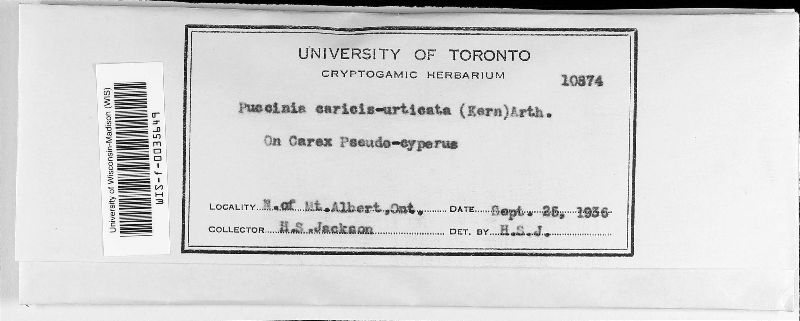 UNIVERSITY OF TORONTO
CRYPTOGAMIC HERBARIUM
10874
Puccinia caricis-urticata (Kern)Arth.
On Carex Pseudo-cyperus
LOCALITY N.of Mt.Albert,Ont. DATE Sept. 25, 1936
COLLECTOR H.S.Jackson DET. BY H.S.J.
University of Wisconsin-Madison (WIS)
WIS-f-0035949